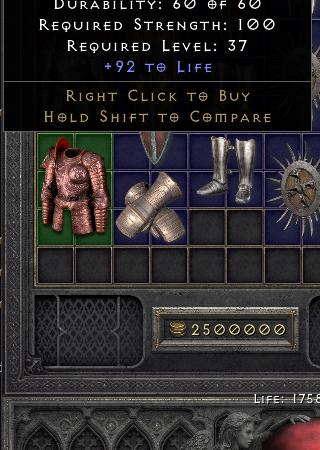 Durability: 60 of 60
Required Strength: 100
Required Level: 37
+92 to Life
Right Click to Buy
Hold Shift to Compare
2500000
Life: 1758